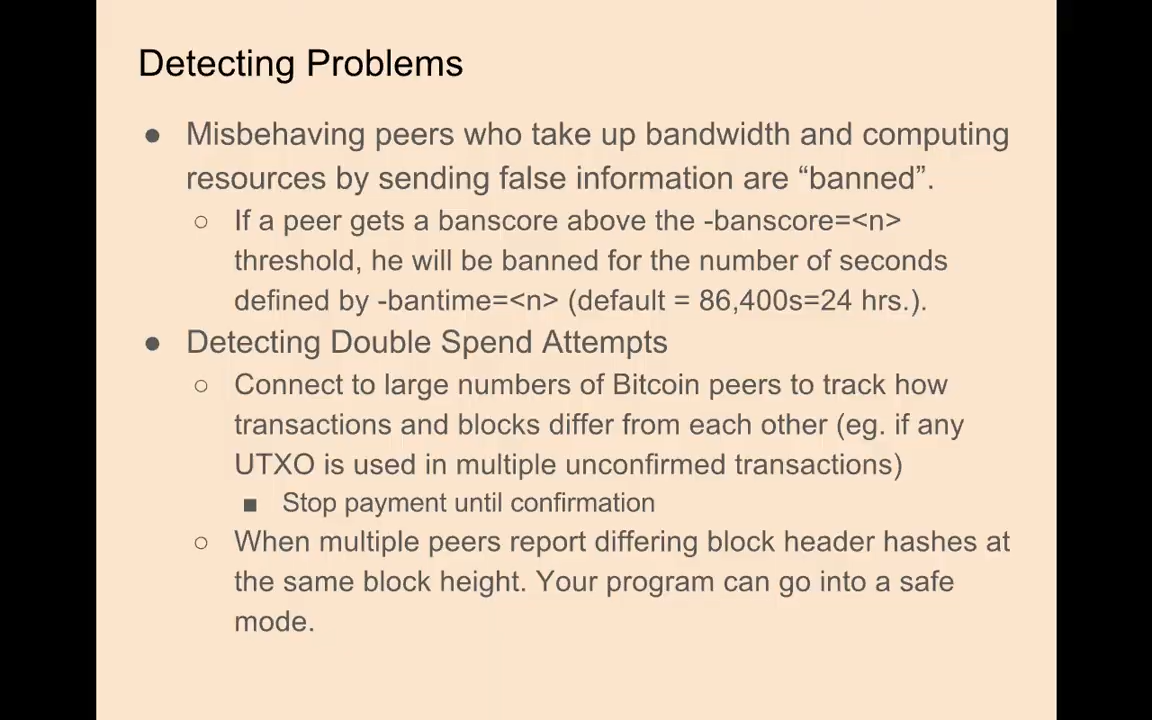 Detecting Problems
● Misbehaving peers who take up bandwidth and computing
resources by sending false information are “banned”.
○ If a peer gets a banscore above the -banscore=<n>
threshold, he will be banned for the number of seconds
defined by -bantime=<n> (default = 86,400s=24 hrs.).
● Detecting Double Spend Attempts
○ Connect to large numbers of Bitcoin peers to track how
transactions and blocks differ from each other (eg. if any
UTXO is used in multiple unconfirmed transactions)
■ Stop payment until confirmation
○ When multiple peers report differing block header hashes at
the same block height. Your program can go into a safe
mode.